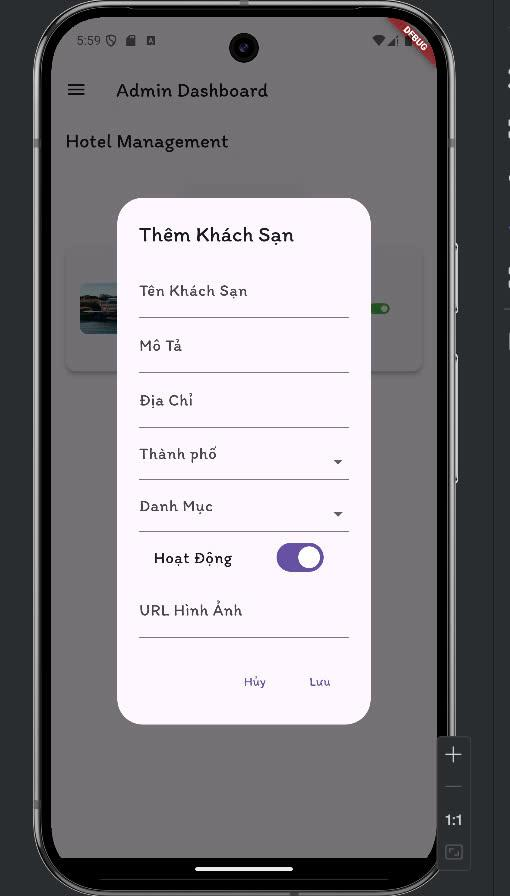 5:59
A
DEBUG
Admin Dashboard
Hotel Management
Thêm Khách Sạn
Tên Khách Sạn
Mô Tả
Địa Chỉ
Thành phố
Danh Mục
Hoạt Động
URL Hình Ảnh
Hủy
Lưu
1:1